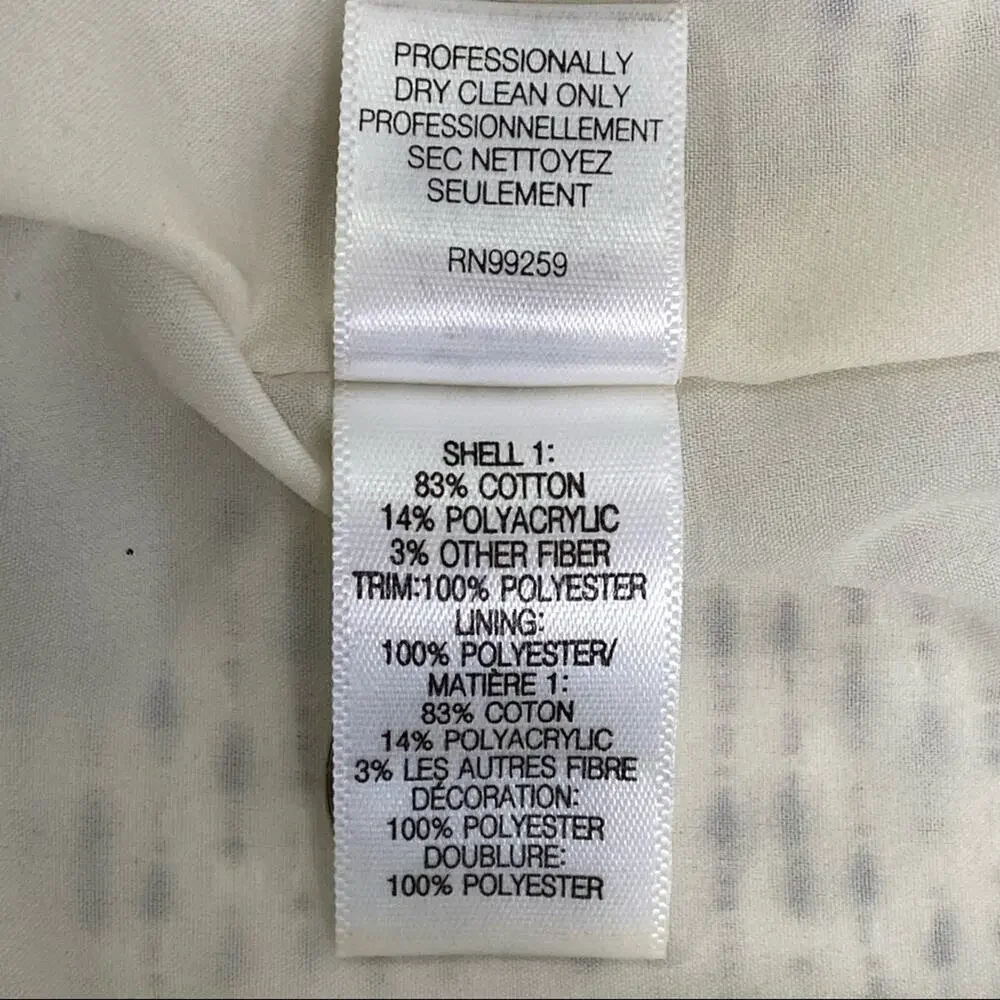 PROFESSIONALLY
DRY CLEAN ONLY
PROFESSIONNELLEMENT
SEC NETTOYEZ
SEULEMENT
RN99259
SHELL 1:
83% COTTON
14% POLYACRYLIC
3% OTHER FIBER
TRIM:100% POLYESTER
LINING:
100% POLYESTER/
MATIÈRE 1:
83% COTON
14% POLYACRYLIC
3% LES AUTRES FIBRE
DÉCORATION:
100% POLYESTER
DOUBLURE:
100% POLYESTER